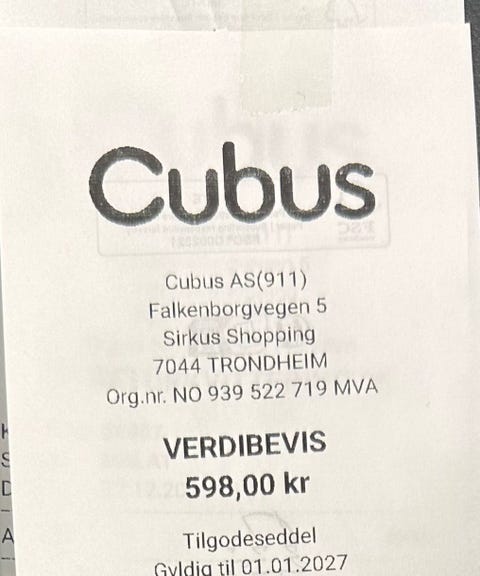 Cubus
Cubus AS(911)
Falkenborgvegen 5
Sirkus Shopping
7044 TRONDHEIM
Org.nr. NO 939 522 719 MVA
VERDIBEVIS
598,00 kr
Tilgodeseddel
Gyldig til 01.01.2027